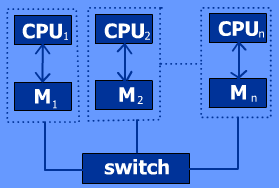 CPU₁ CPU₂ CPUₙ
M₁ M₂ Mₙ
switch